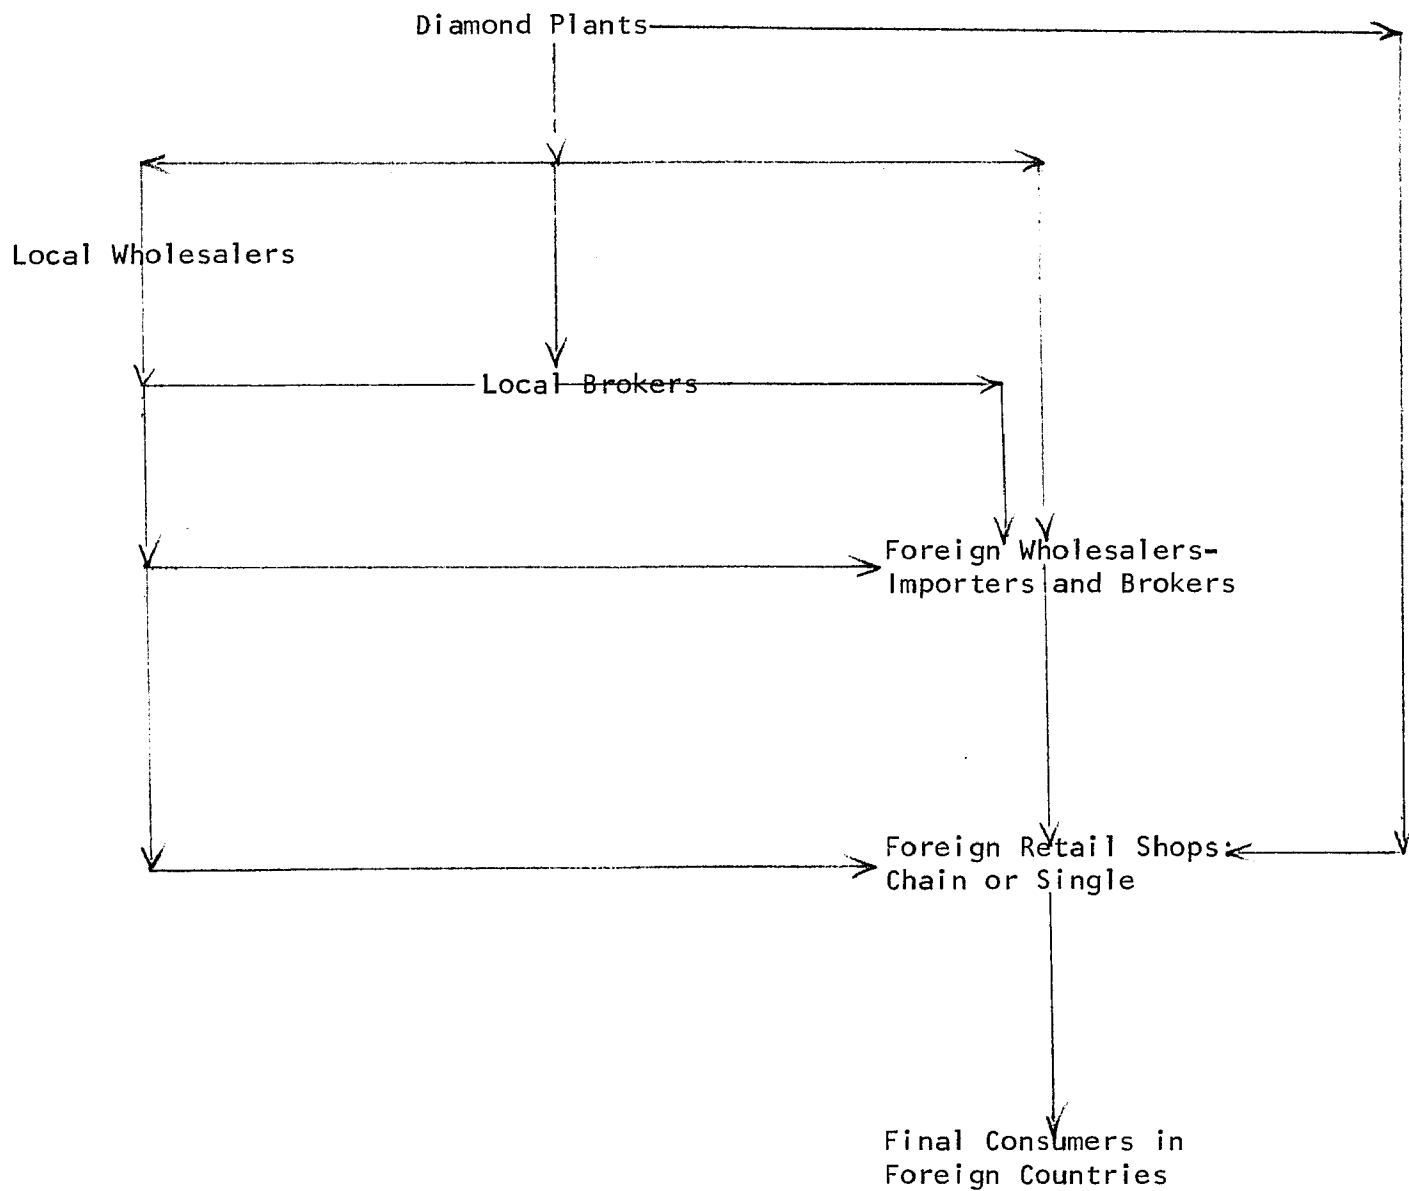 Diamond Plants
Local Wholesalers
Local Brokers
Foreign Wholesalers-
Importers and Brokers
Foreign Retail Shops:
Chain or Single
Final Consumers in
Foreign Countries